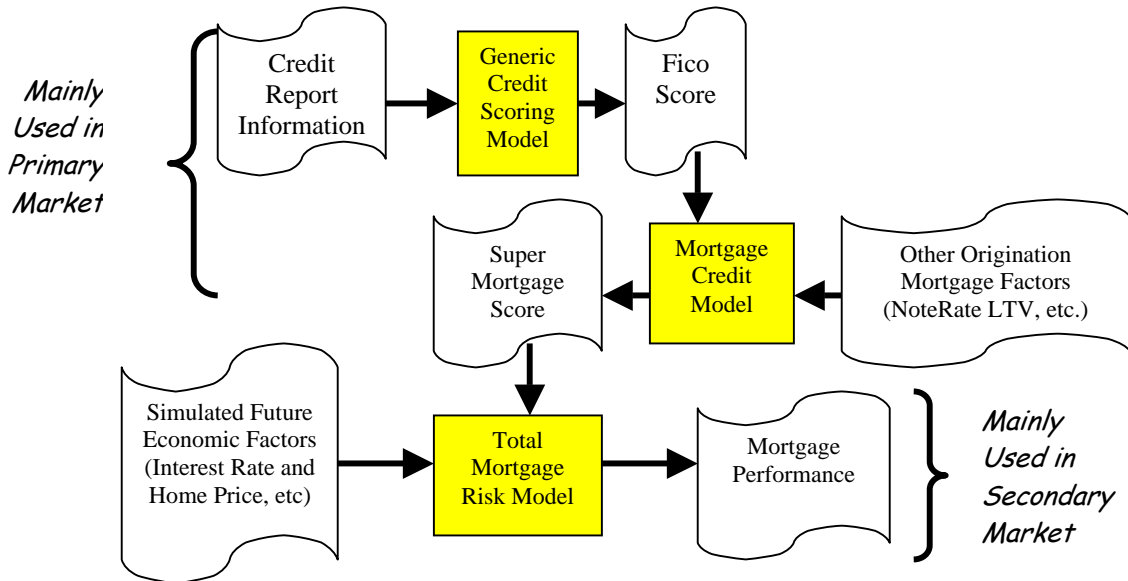 Mainly
Used in
Primary
Market
Credit
Report
Information
Generic
Credit
Scoring
Model
Fico
Score
Super
Mortgage
Score
Mortgage
Credit
Model
Other Origination
Mortgage Factors
(NoteRate LTV, etc.)
Simulated Future
Economic Factors
(Interest Rate and
Home Price, etc)
Total
Mortgage
Risk Model
Mortgage
Performance
Mainly
Used in
Secondary
Market